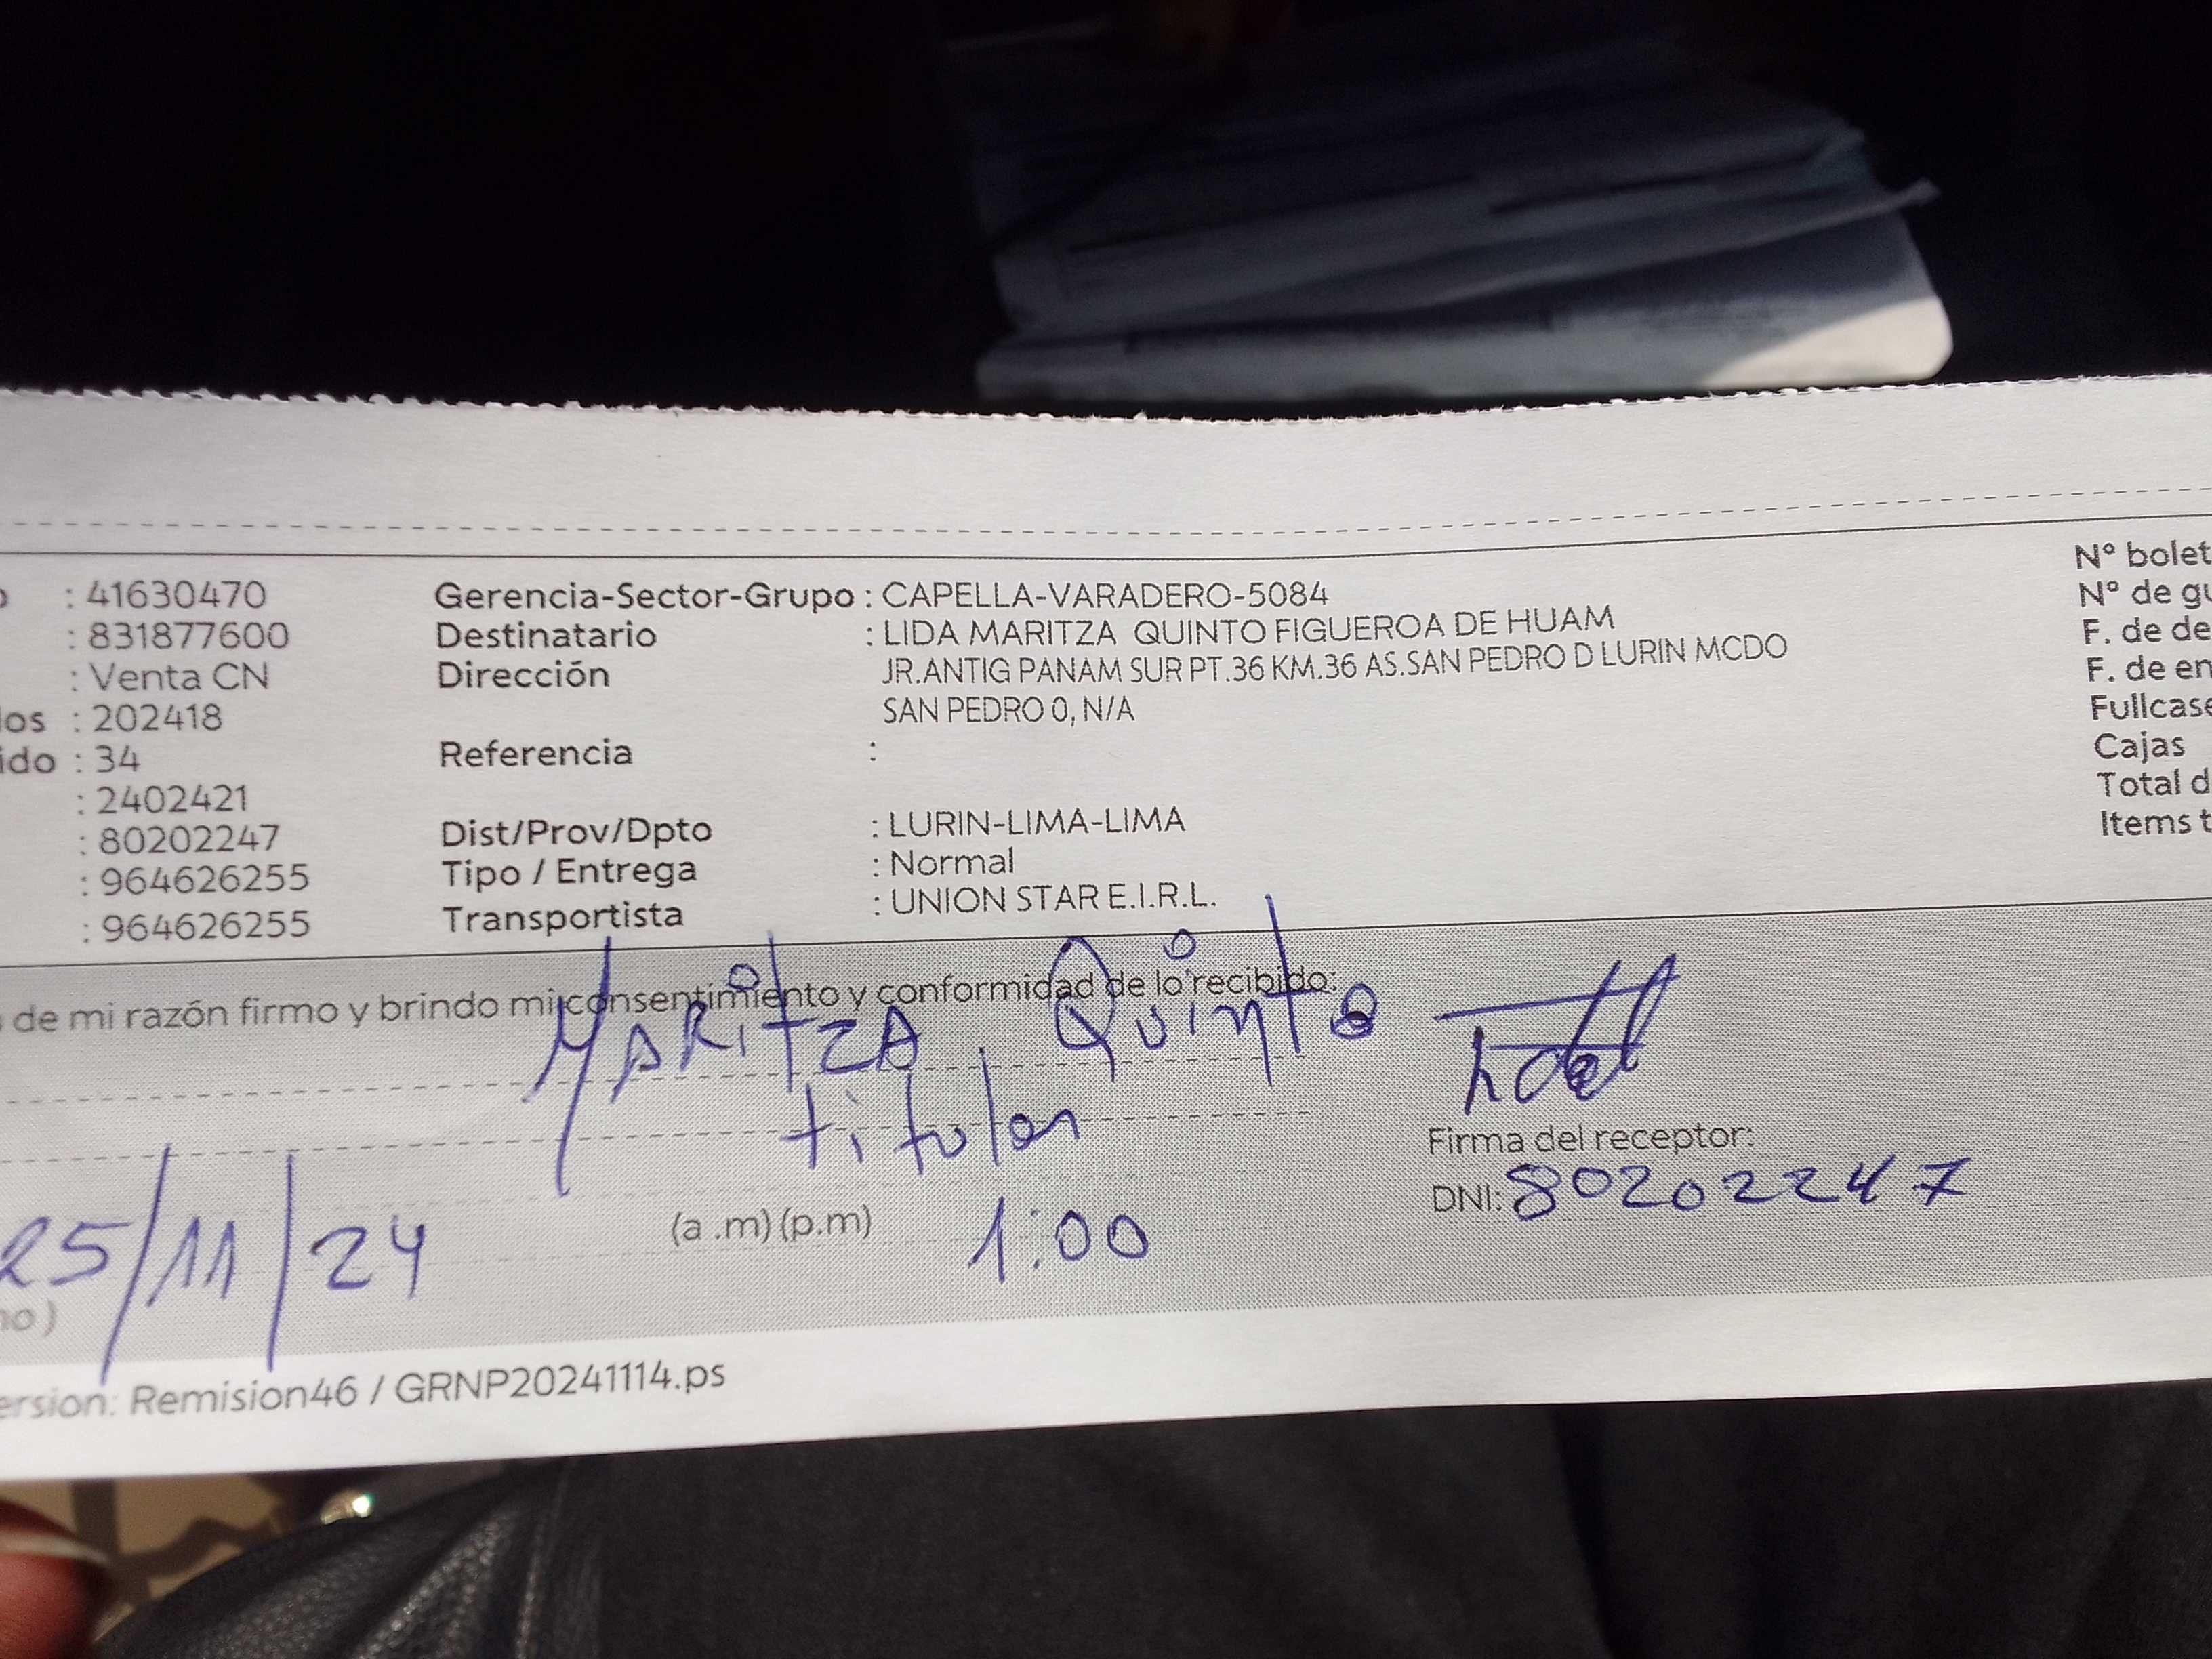 : 41630470 Gerencia-Sector-Grupo : CAPELLA-VARADERO-5084 N° bolet
: 831877600 Destinatario : LIDA MARITZA QUINTO FIGUEROA DE HUAM N° de gu
: Venta CN Dirección JR.ANTIG PANAM SUR PT.36 KM.36 AS.SAN PEDRO D LURIN MCDO F. de de
los : 202418 SAN PEDRO 0, N/A F. de en
ido : 34 Referencia : Fullcase
: 2402421 Cajas
: 80202247 Dist/Prov/Dpto : LURIN-LIMA-LIMA Total d
: 964626255 Tipo / Entrega : Normal Items t
: 964626255 Transportista : UNION STAR E.I.R.L.
de mi razón firmo y brindo mi consentimiento y conformidad de lo recibido:
MARITZA Quinto
titular
Firma del receptor:
DNI: 80202247
25/11/24 (a .m) (p.m) 1:00
no)
ersion: Remision46 / GRNP20241114.ps